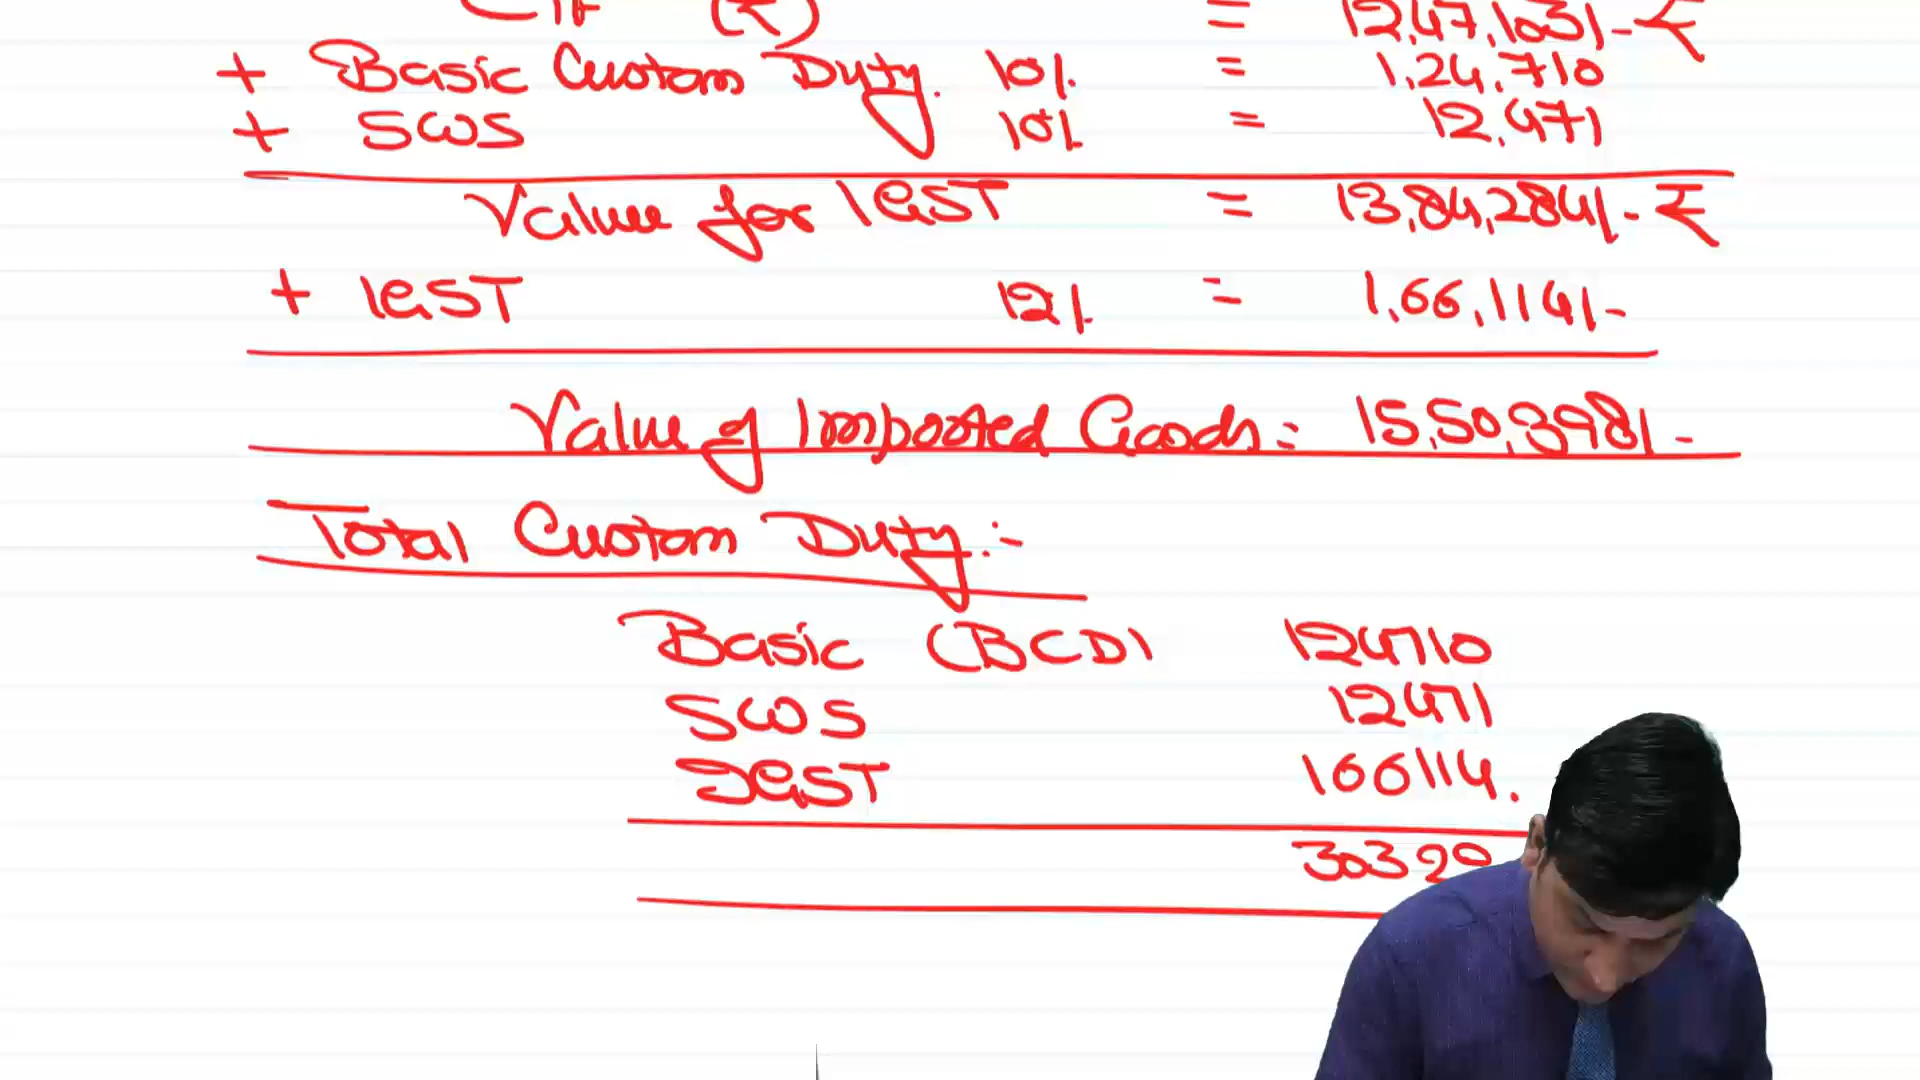 CIF (₹) = 12,47,103/- ₹
+ Basic Custom Duty. 10% = 1,24,710
+ SWS 10% = 12,471
Value for IGST = 13,84,284/- ₹
+ IGST 12% = 1,66,114/-
Value of Imported Goods = 15,50,398/-
Total Custom Duty :-
Basic (BCD) 124710
SWS 12471
IGST 166114.
30329